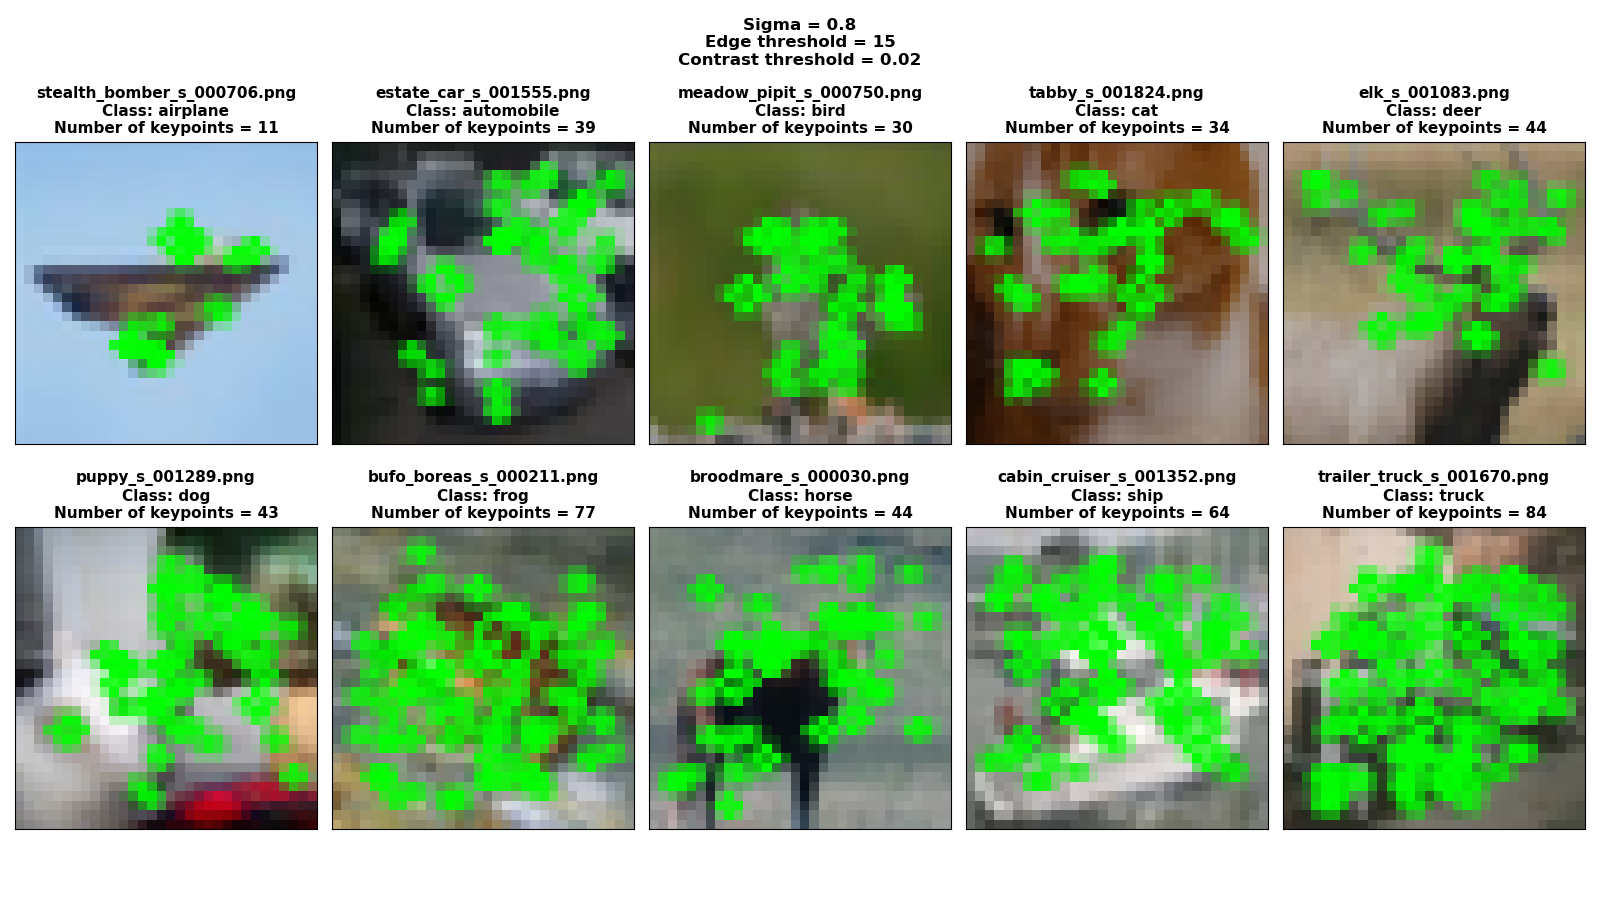 Sigma = 0.8
Edge threshold = 15
Contrast threshold = 0.02
stealth_bomber_s_000706.png
Class: airplane
Number of keypoints = 11
estate_car_s_001555.png
Class: automobile
Number of keypoints = 39
meadow_pipit_s_000750.png
Class: bird
Number of keypoints = 30
tabby_s_001824.png
Class: cat
Number of keypoints = 34
elk_s_001083.png
Class: deer
Number of keypoints = 44
puppy_s_001289.png
Class: dog
Number of keypoints = 43
bufo_boreas_s_000211.png
Class: frog
Number of keypoints = 77
broodmare_s_000030.png
Class: horse
Number of keypoints = 44
cabin_cruiser_s_001352.png
Class: ship
Number of keypoints = 64
trailer_truck_s_001670.png
Class: truck
Number of keypoints = 84